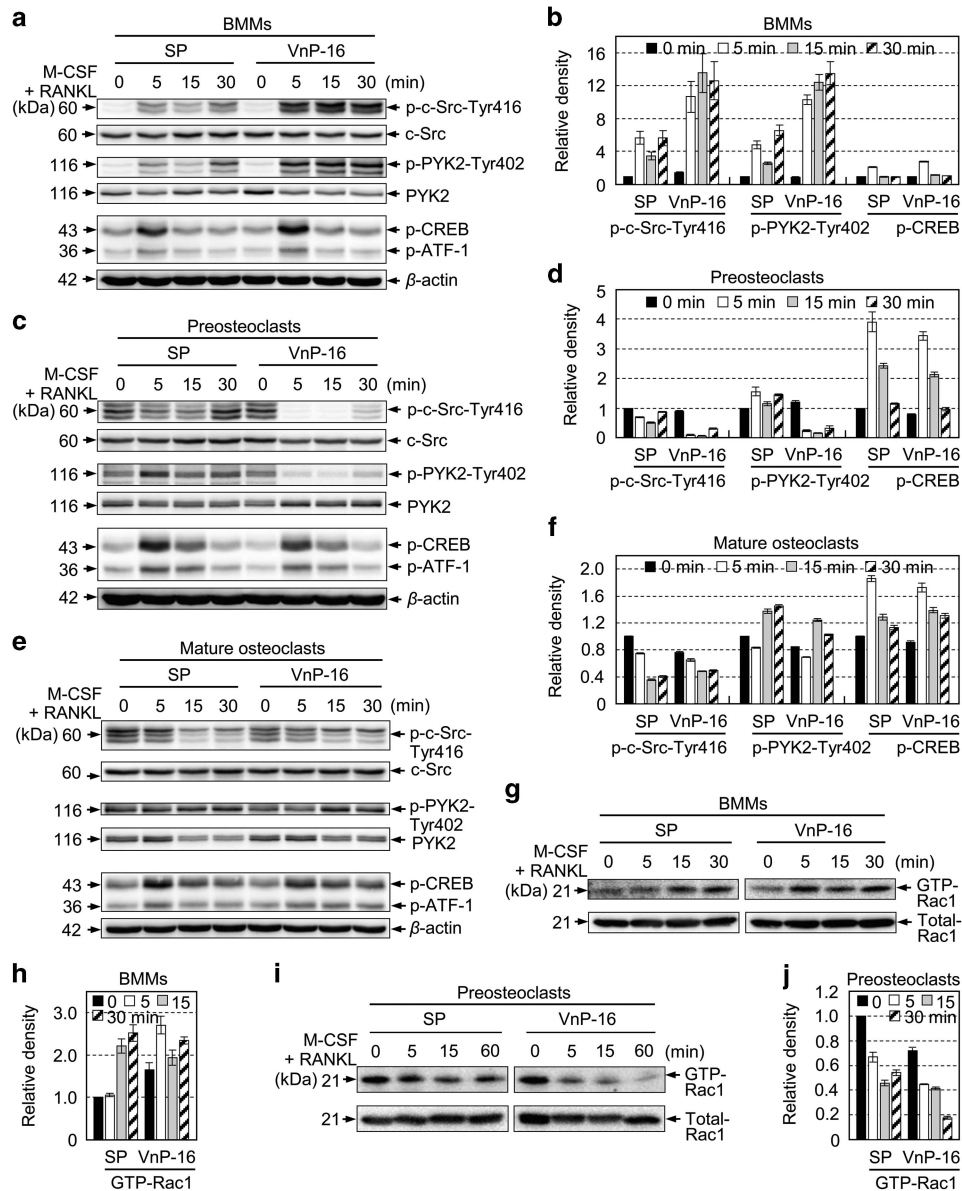 a
BMMs
SP VnP-16
M-CSF + RANKL 0 5 15 30 0 5 15 30 (min)
(kDa) 60 p-c-Src-Tyr416
60 c-Src
116 p-PYK2-Tyr402
116 PYK2
43 p-CREB
36 p-ATF-1
42 β-actin
b
BMMs
0 min 5 min 15 min 30 min
Relative density
16
12
8
4
0
SP VnP-16 SP VnP-16 SP VnP-16
p-c-Src-Tyr416 p-PYK2-Tyr402 p-CREB
c
Preosteoclasts
SP VnP-16
M-CSF + RANKL 0 5 15 30 0 5 15 30 (min)
(kDa) 60 p-c-Src-Tyr416
60 c-Src
116 p-PYK2-Tyr402
116 PYK2
43 p-CREB
36 p-ATF-1
42 β-actin
d
Preosteoclasts
0 min 5 min 15 min 30 min
Relative density
5
4
3
2
1
0
SP VnP-16 SP VnP-16 SP VnP-16
p-c-Src-Tyr416 p-PYK2-Tyr402 p-CREB
e
Mature osteoclasts
SP VnP-16
M-CSF + RANKL 0 5 15 30 0 5 15 30 (min)
(kDa) 60 p-c-Src-Tyr416
60 c-Src
116 p-PYK2-Tyr402
116 PYK2
43 p-CREB
36 p-ATF-1
42 β-actin
f
Mature osteoclasts
0 min 5 min 15 min 30 min
Relative density
2.0
1.6
1.2
0.8
0.4
0
SP VnP-16 SP VnP-16 SP VnP-16
p-c-Src-Tyr416 p-PYK2-Tyr402 p-CREB
g
BMMs
SP VnP-16
M-CSF + RANKL 0 5 15 30 0 5 15 30 (min)
(kDa) 21 GTP-Rac1
21 Total-Rac1
h
BMMs
0 5 15
30 min
Relative density
3.0
2.0
1.0
0
SP VnP-16
GTP-Rac1
i
Preosteoclasts
SP VnP-16
M-CSF + RANKL 0 5 15 60 0 5 15 60 (min)
(kDa) 21 GTP-Rac1
21 Total-Rac1
j
Preosteoclasts
0 5 15
30 min
Relative density
1.2
1.0
0.8
0.6
0.4
0.2
0
SP VnP-16
GTP-Rac1